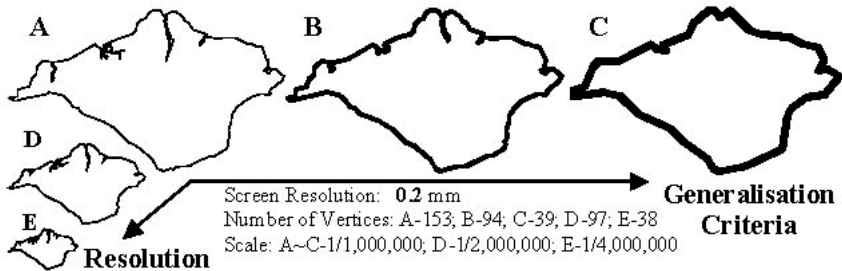 A
B
C
D
E
Resolution
Screen Resolution: 0.2 mm
Number of Vertices: A-153; B-94; C-39; D-97; E-38
Scale: A~C-1/1,000,000; D-1/2,000,000; E-1/4,000,000
Generalisation
Criteria